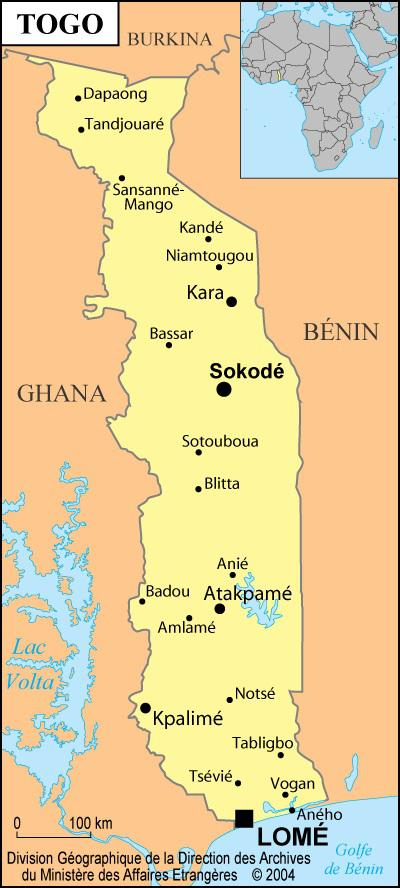 TOGO
BURKINA
Dapaong
Tandjouaré
Sansanné-
Mango
Kandé
Niamtougou
Kara
BÉNIN
Bassar
Sokodé
GHANA
Sotouboua
Blitta
Anié
Badou
Atakpamé
Amlamé
Lac
Volta
Notsé
Kpalimé
Tabligbo
Tsévié
Vogan
Aného
0 100 km
LOMÉ
Golfe
de Bénin
Division Géographique de la Direction des Archives
du Ministère des Affaires Etrangères © 2004